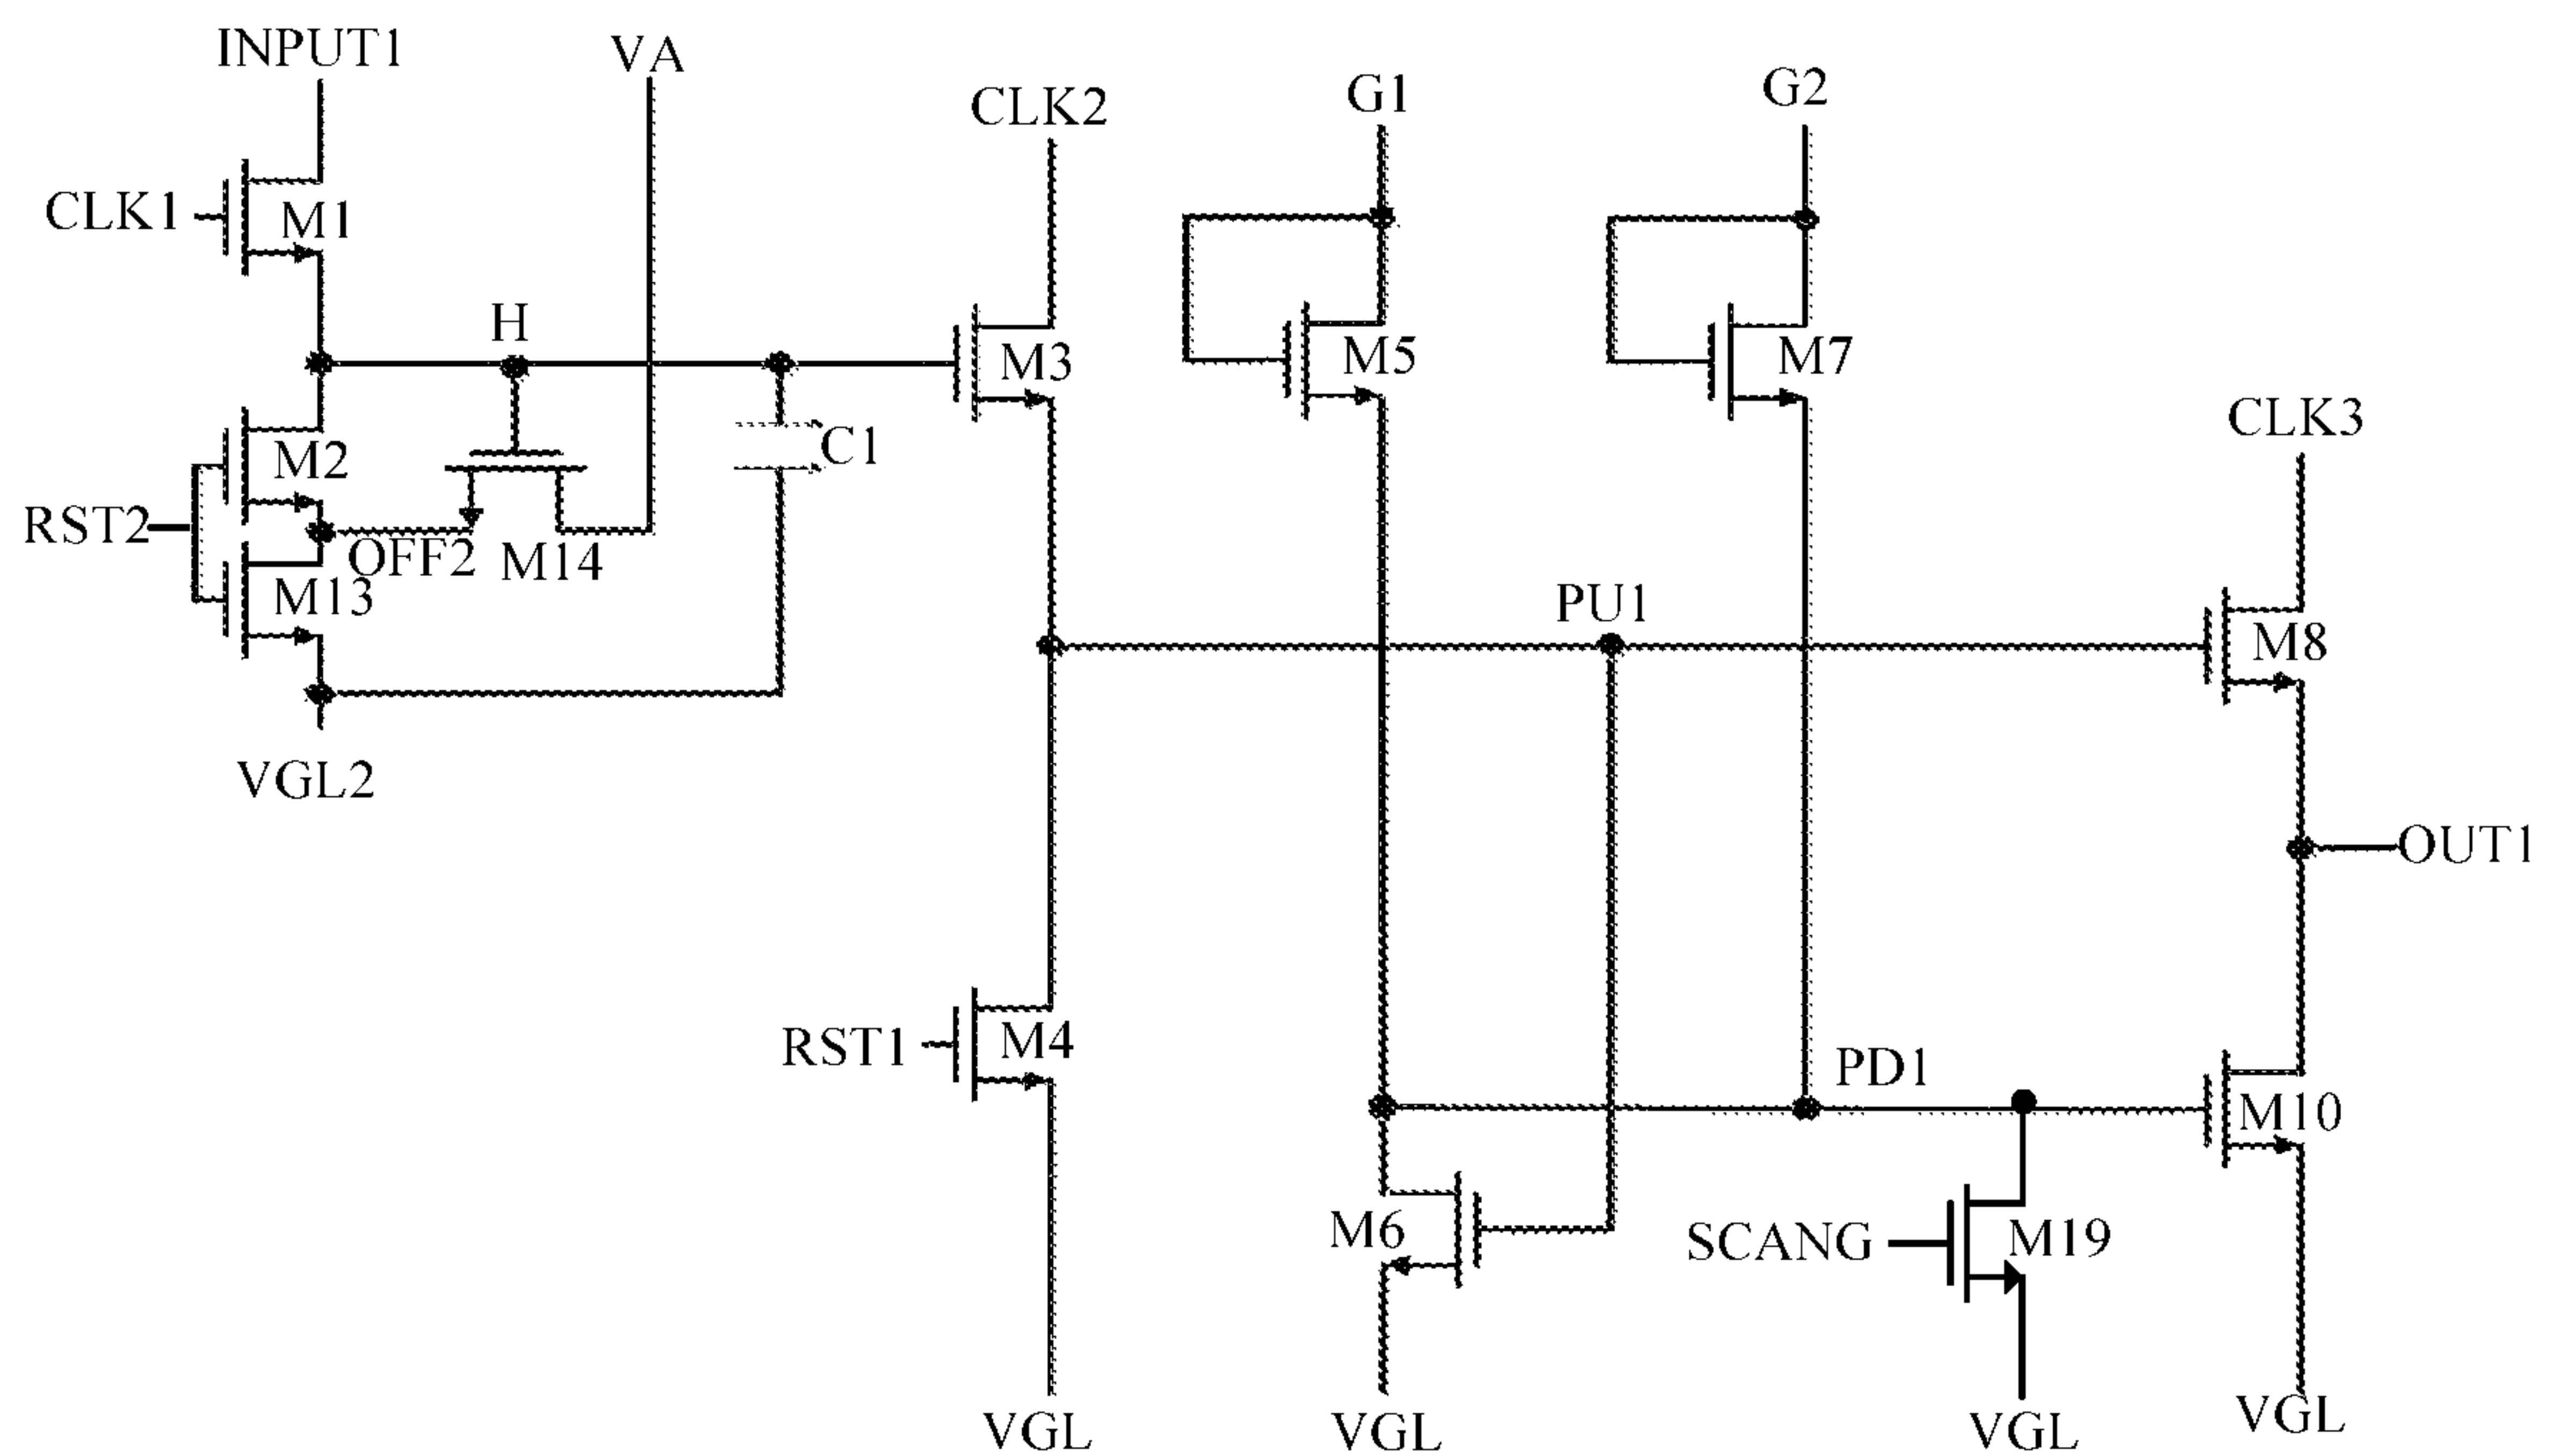 INPUT1
VA
G2
G1
CLK2
CLK1
M1
H
M3
M5
M7
CLK3
C1
M2
RST2
OFF2
M14
M13
PU1
M8
VGL2
OUT1
RST1
M4
PD1
M10
M6
SCANG
M19
VGL
VGL
VGL
VGL